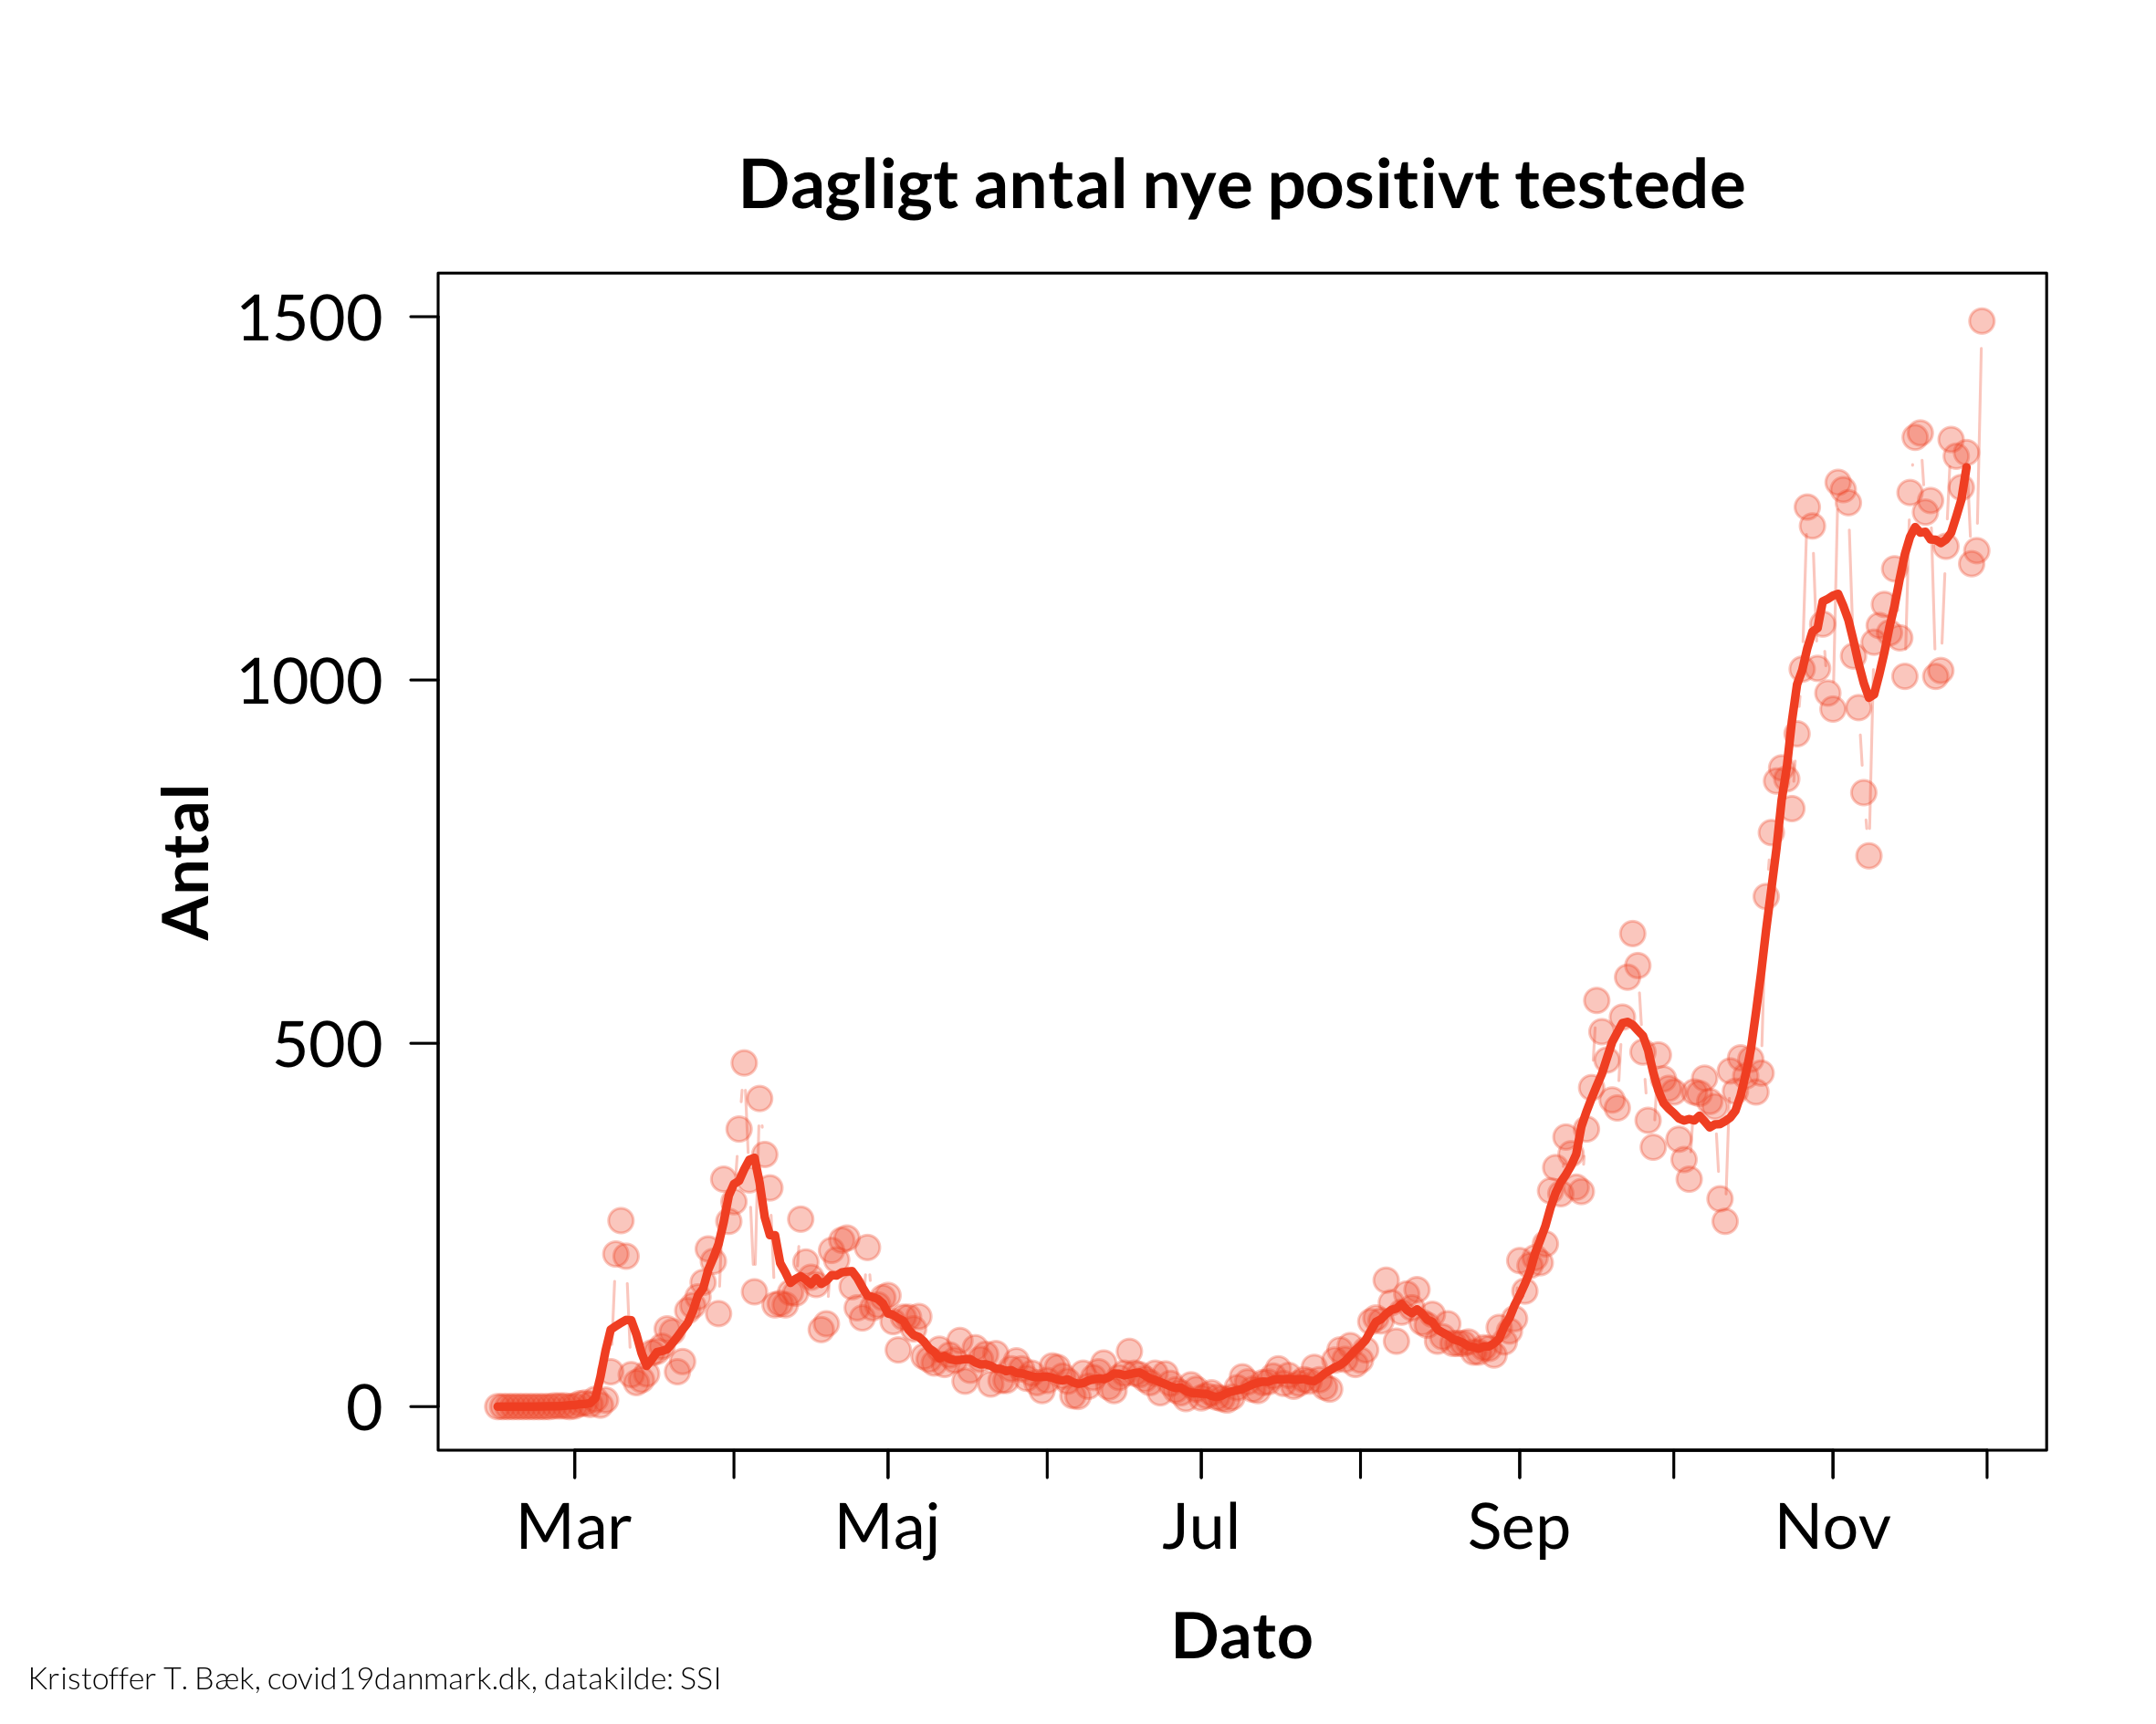 Dagligt antal nye positivt testede
1500
1000
500
0
Antal
Mar Maj Jul Sep Nov
Dato
Kristoffer T. Bæk, covid19danmark.dk, datakilde: SSI